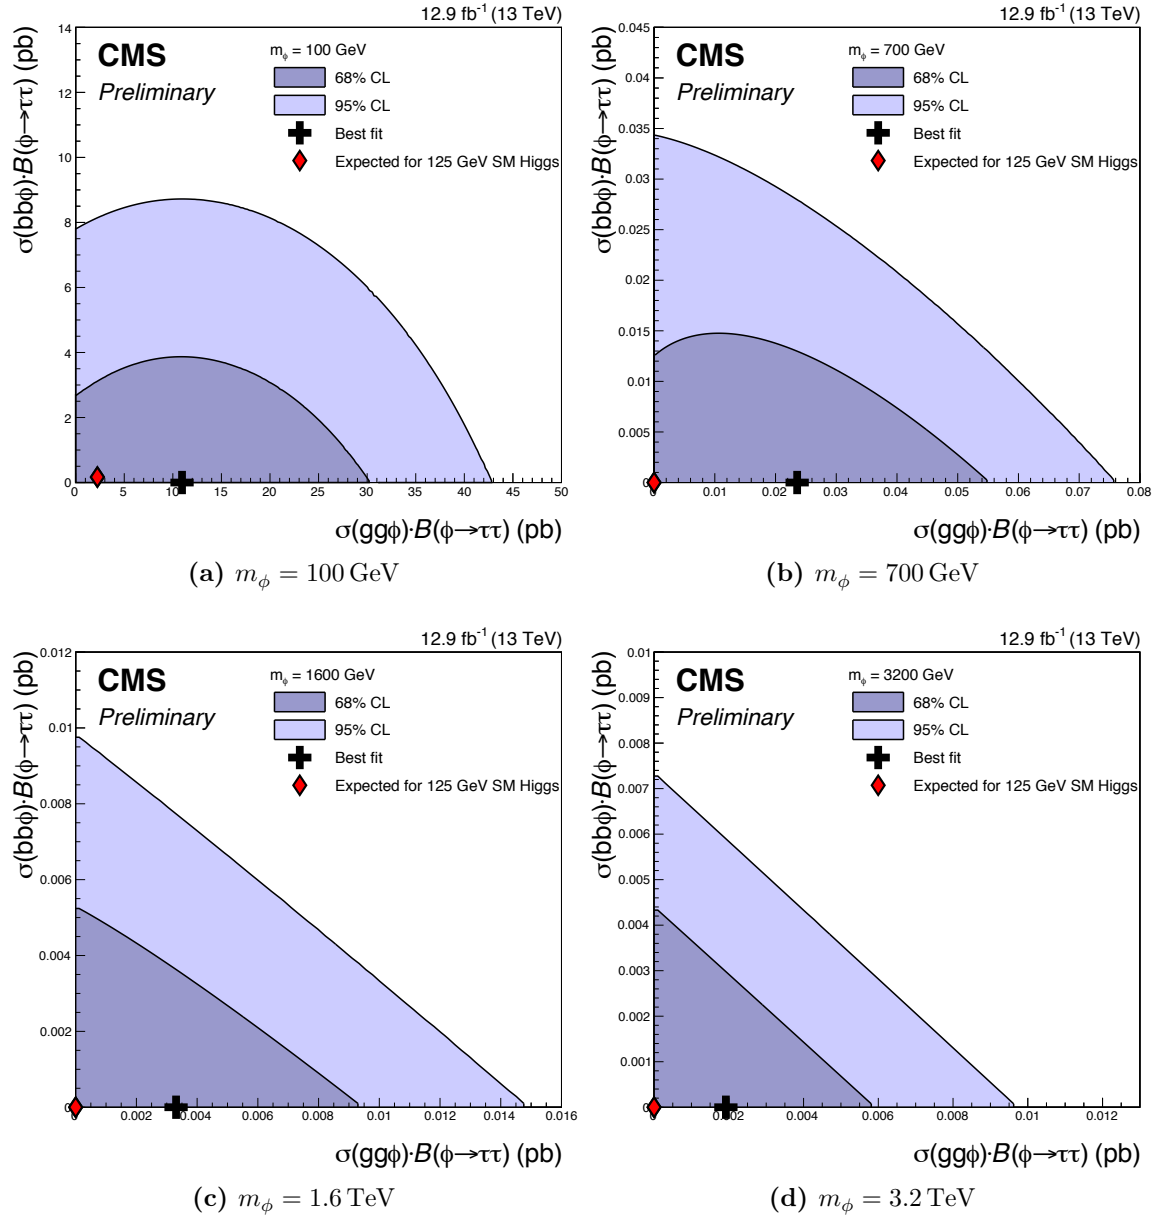 12.9 fb⁻¹ (13 TeV)
CMS
Preliminary
m_φ = 100 GeV
68% CL
95% CL
Best fit
Expected for 125 GeV SM Higgs
σ(bbφ)·B(φ→ττ) (pb)
14
12
10
8
6
4
2
0
5 10 15 20 25 30 35 40 45 50
σ(ggφ)·B(φ→ττ) (pb)
(a) m_φ = 100 GeV
12.9 fb⁻¹ (13 TeV)
CMS
Preliminary
m_φ = 700 GeV
68% CL
95% CL
Best fit
Expected for 125 GeV SM Higgs
σ(bbφ)·B(φ→ττ) (pb)
0.045
0.04
0.035
0.03
0.025
0.02
0.015
0.01
0.005
0
0.01 0.02 0.03 0.04 0.05 0.06 0.07 0.08
σ(ggφ)·B(φ→ττ) (pb)
(b) m_φ = 700 GeV
12.9 fb⁻¹ (13 TeV)
CMS
Preliminary
m_φ = 1600 GeV
68% CL
95% CL
Best fit
Expected for 125 GeV SM Higgs
σ(bbφ)·B(φ→ττ) (pb)
0.012
0.01
0.008
0.006
0.004
0.002
0
0.002 0.004 0.006 0.008 0.01 0.012 0.014 0.016
σ(ggφ)·B(φ→ττ) (pb)
(c) m_φ = 1.6 TeV
12.9 fb⁻¹ (13 TeV)
CMS
Preliminary
m_φ = 3200 GeV
68% CL
95% CL
Best fit
Expected for 125 GeV SM Higgs
σ(bbφ)·B(φ→ττ) (pb)
0.01
0.009
0.008
0.007
0.006
0.005
0.004
0.003
0.002
0.001
0
0.002 0.004 0.006 0.008 0.01 0.012
σ(ggφ)·B(φ→ττ) (pb)
(d) m_φ = 3.2 TeV